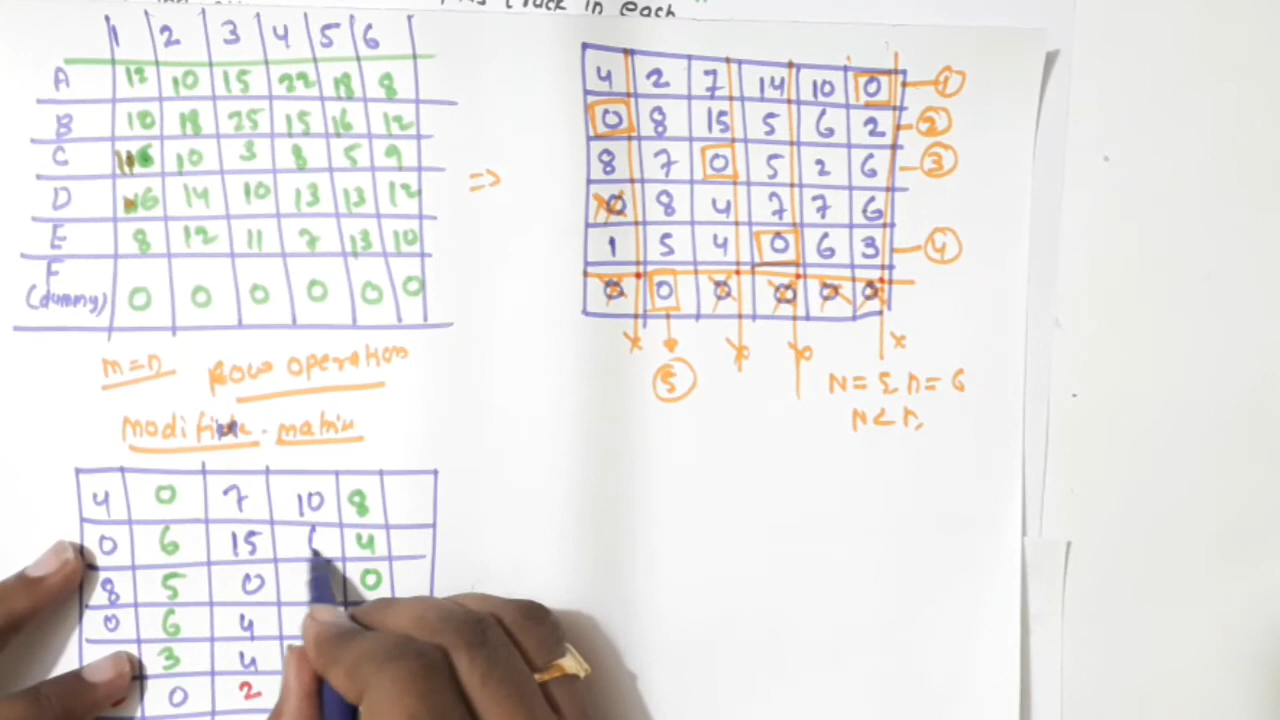 in each
1 2 3 4 5 6
A 12 10 15 22 18 8
B 10 18 25 15 16 12
C 10 3 8 5 9
D 6 14 10 13 13 12
E 8 12 11 7 13 10
F
(dummy) 0 0 0 0 0 0
m=n Row operation
matrix
4 0 7 10 8
0 6 15 4
8 5 0 0
0 6 4
3 4
0 2
=>
4 2 7 14 10 0 1
0 8 15 5 6 2 2
8 7 0 5 2 6 3
0 8 4 7 7 6
1 5 4 0 6 3 4
0 0 0 0 0 0
5
N = 5 n = 6
N < n